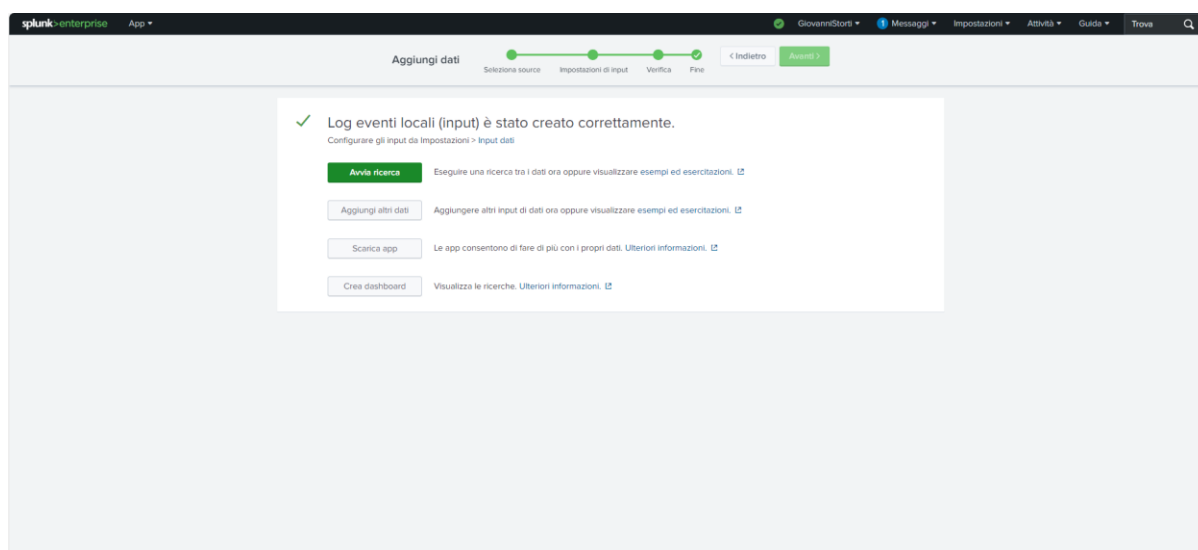 splunk>enterprise App GiovanniStorti 1 Messaggi Impostazioni Attività Guida Trova
Aggiungi dati Seleziona source Impostazioni di input Verifica Fine < Indietro Avanti >
Log eventi locali (input) è stato creato correttamente.
Configurare gli input da Impostazioni > Input dati
Avvia ricerca Eseguire una ricerca tra i dati ora oppure visualizzare esempi ed esercitazioni.
Aggiungi altri dati Aggiungere altri input di dati ora oppure visualizzare esempi ed esercitazioni.
Scarica app Le app consentono di fare di più con i propri dati. Ulteriori informazioni.
Crea dashboard Visualizza le ricerche. Ulteriori informazioni.